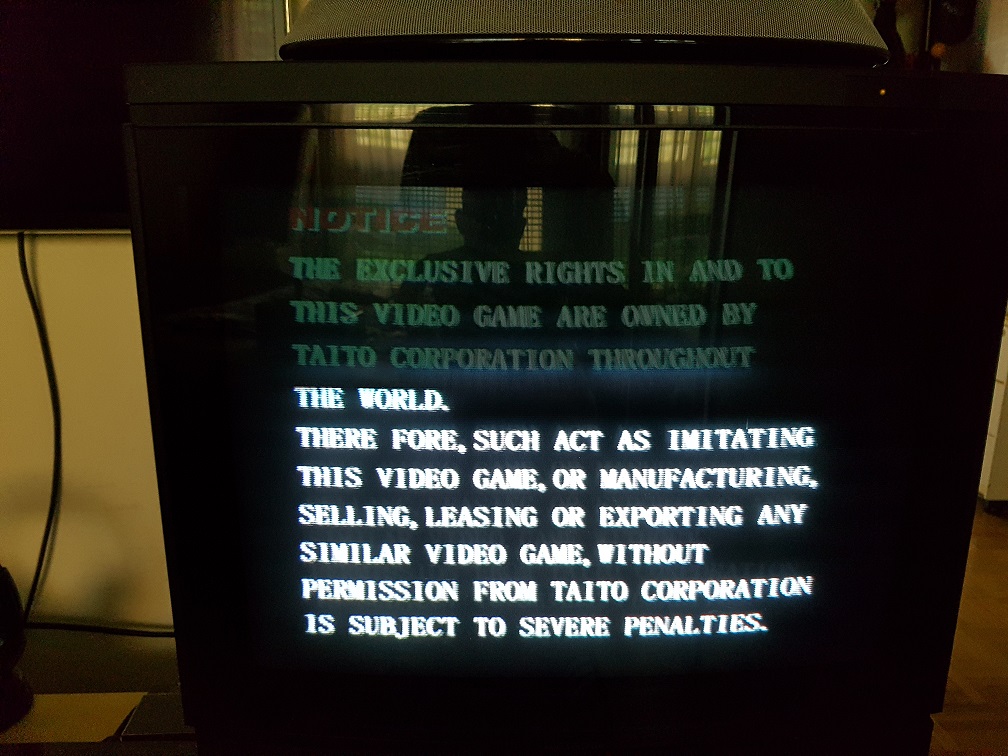 NOTICE
THE EXCLUSIVE RIGHTS IN AND TO
THIS VIDEO GAME ARE OWNED BY
TAITO CORPORATION THROUGHOUT
THE WORLD.
THERE FORE, SUCH ACT AS IMITATING
THIS VIDEO GAME, OR MANUFACTURING,
SELLING, LEASING OR EXPORTING ANY
SIMILAR VIDEO GAME, WITHOUT
PERMISSION FROM TAITO CORPORATION
IS SUBJECT TO SEVERE PENALTIES.